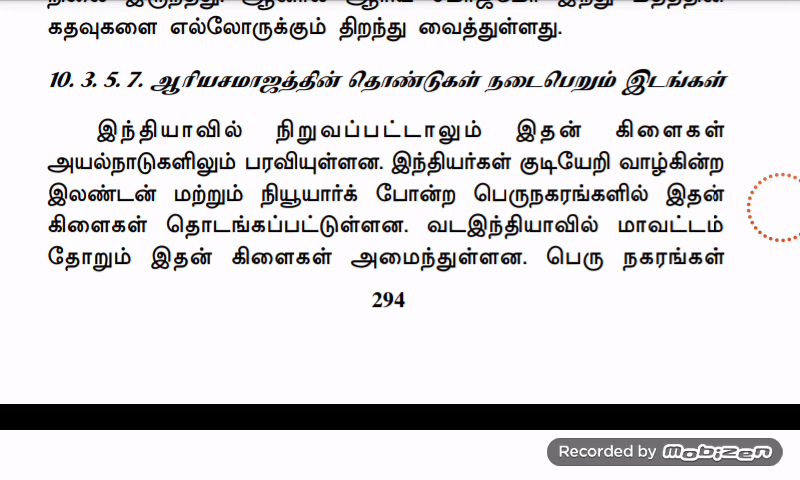 கதவுகளை எல்லோருக்கும் திறந்து வைத்துள்ளது.
10. 3. 5. 7. ஆரியசமாஜத்தின் தொண்டுகள் நடைபெறும் இடங்கள்
இந்தியாவில் நிறுவப்பட்டாலும் இதன் கிளைகள்
அயல்நாடுகளிலும் பரவியுள்ளன. இந்தியர்கள் குடியேறி வாழ்கின்ற
இலண்டன் மற்றும் நியூயார்க் போன்ற பெருநகரங்களில் இதன்
கிளைகள் தொடங்கப்பட்டுள்ளன. வடஇந்தியாவில் மாவட்டம்
தோறும் இதன் கிளைகள் அமைந்துள்ளன. பெரு நகரங்கள்
294
Recorded by mobizen